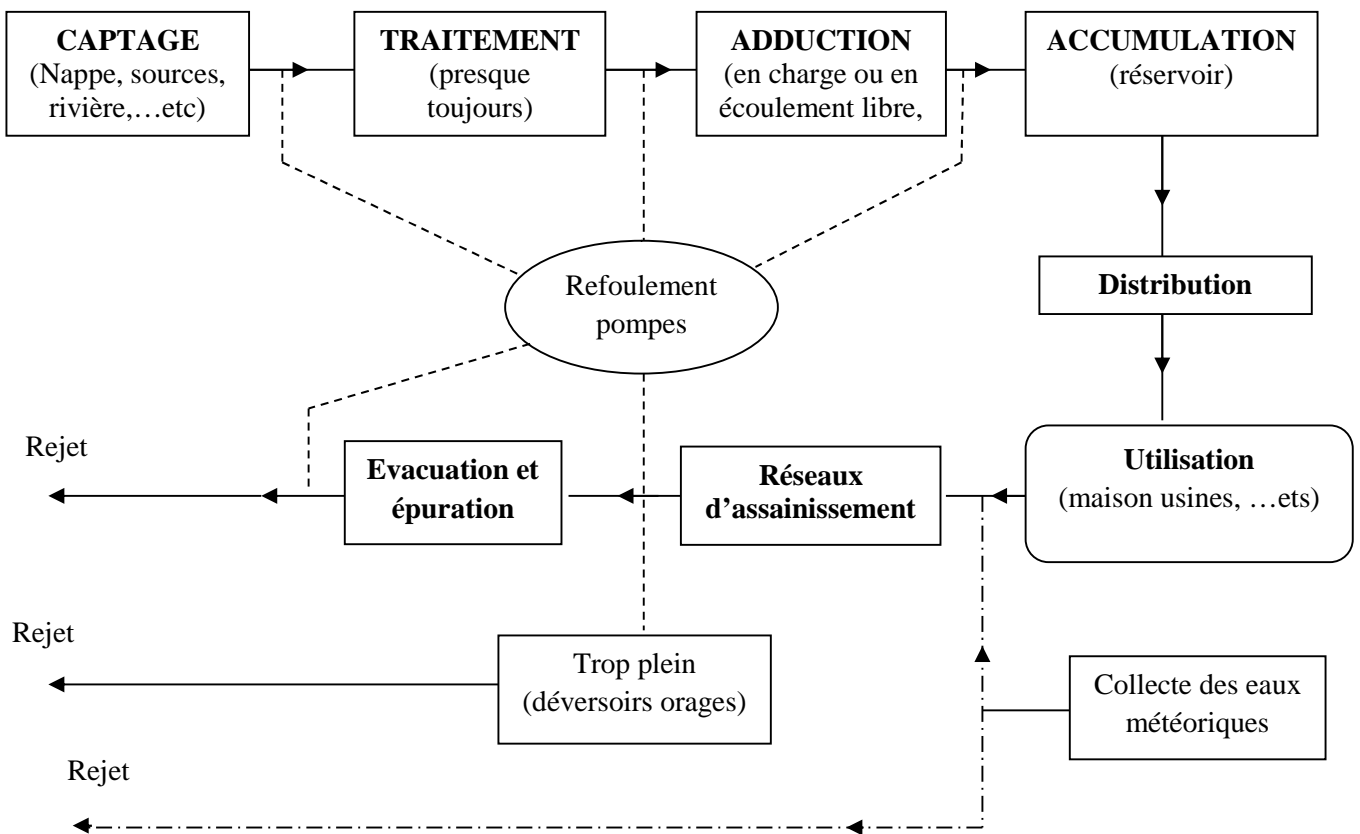 CAPTAGE
(Nappe, sources,
rivière,…etc)
TRAITEMENT
(presque
toujours)
ADDUCTION
(en charge ou en
écoulement libre,
ACCUMULATION
(réservoir)
Refoulement
pompes
Distribution
Rejet
Evacuation et
épuration
Réseaux
d’assainissement
Utilisation
(maison usines, …ets)
Rejet
Trop plein
(déversoirs orages)
Collecte des eaux
météoriques
Rejet